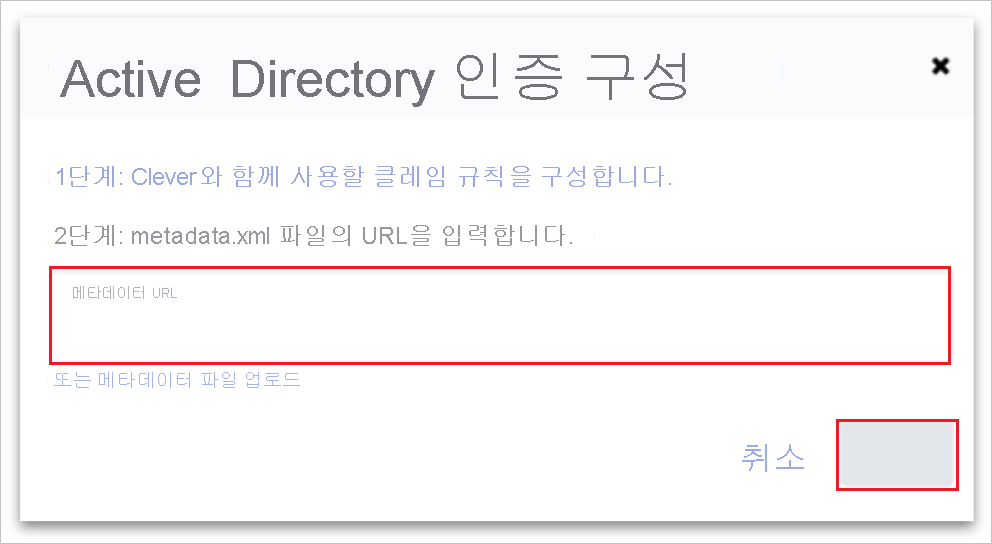 Active Directory 인증 구성
1단계: Clever와 함께 사용할 클레임 규칙을 구성합니다.
2단계: metadata.xml 파일의 URL을 입력합니다.
메타데이터 URL
또는 메타데이터 파일 업로드
취소